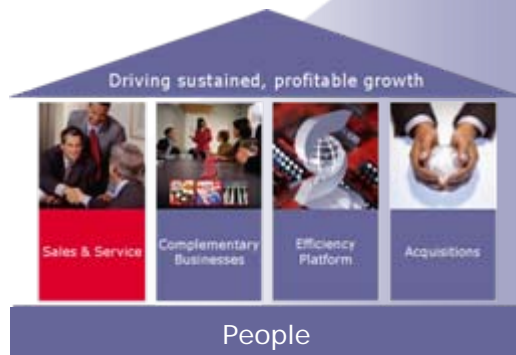 Driving sustained, profitable growth
Sales & Service
Complementary
Businesses
Efficiency
Platform
Acquisitions
People